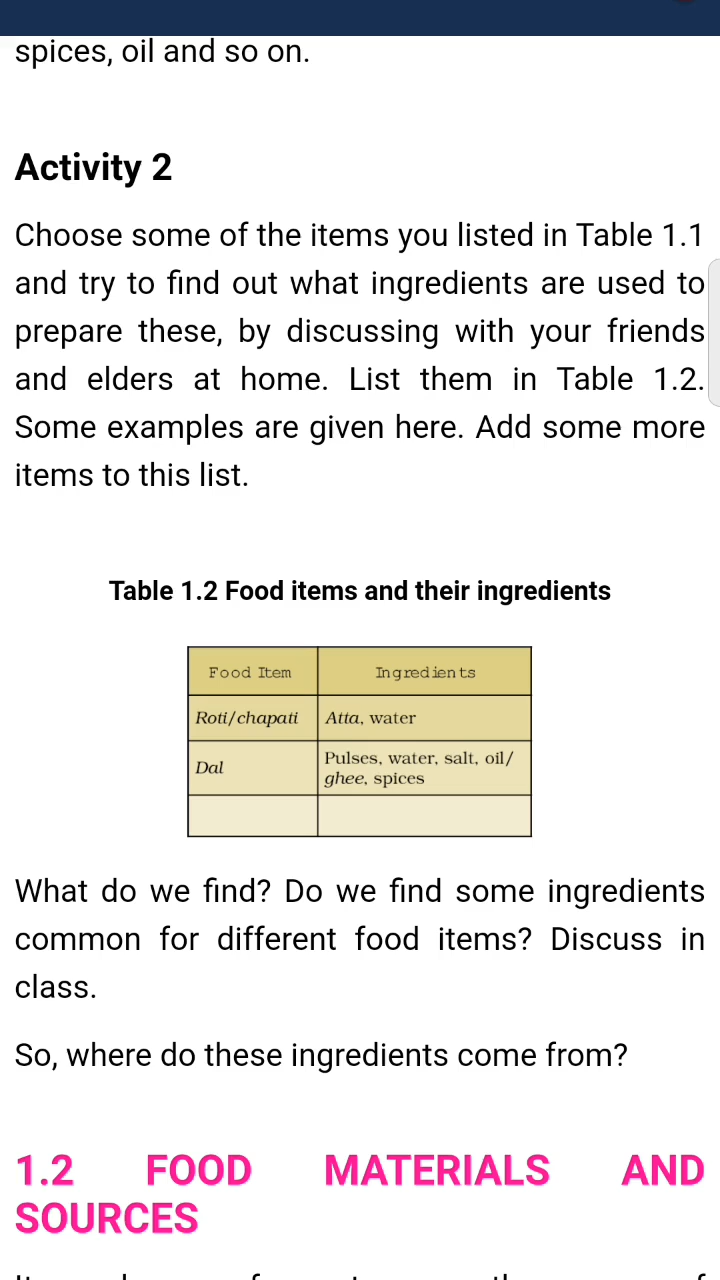 spices, oil and so on.
Activity 2
Choose some of the items you listed in Table 1.1
and try to find out what ingredients are used to
prepare these, by discussing with your friends
and elders at home. List them in Table 1.2.
Some examples are given here. Add some more
items to this list.
Table 1.2 Food items and their ingredients
Food Item Ingredients
Roti/chapati Atta, water
Dal Pulses, water, salt, oil/
ghee, spices
What do we find? Do we find some ingredients
common for different food items? Discuss in
class.
So, where do these ingredients come from?
1.2 FOOD MATERIALS AND
SOURCES